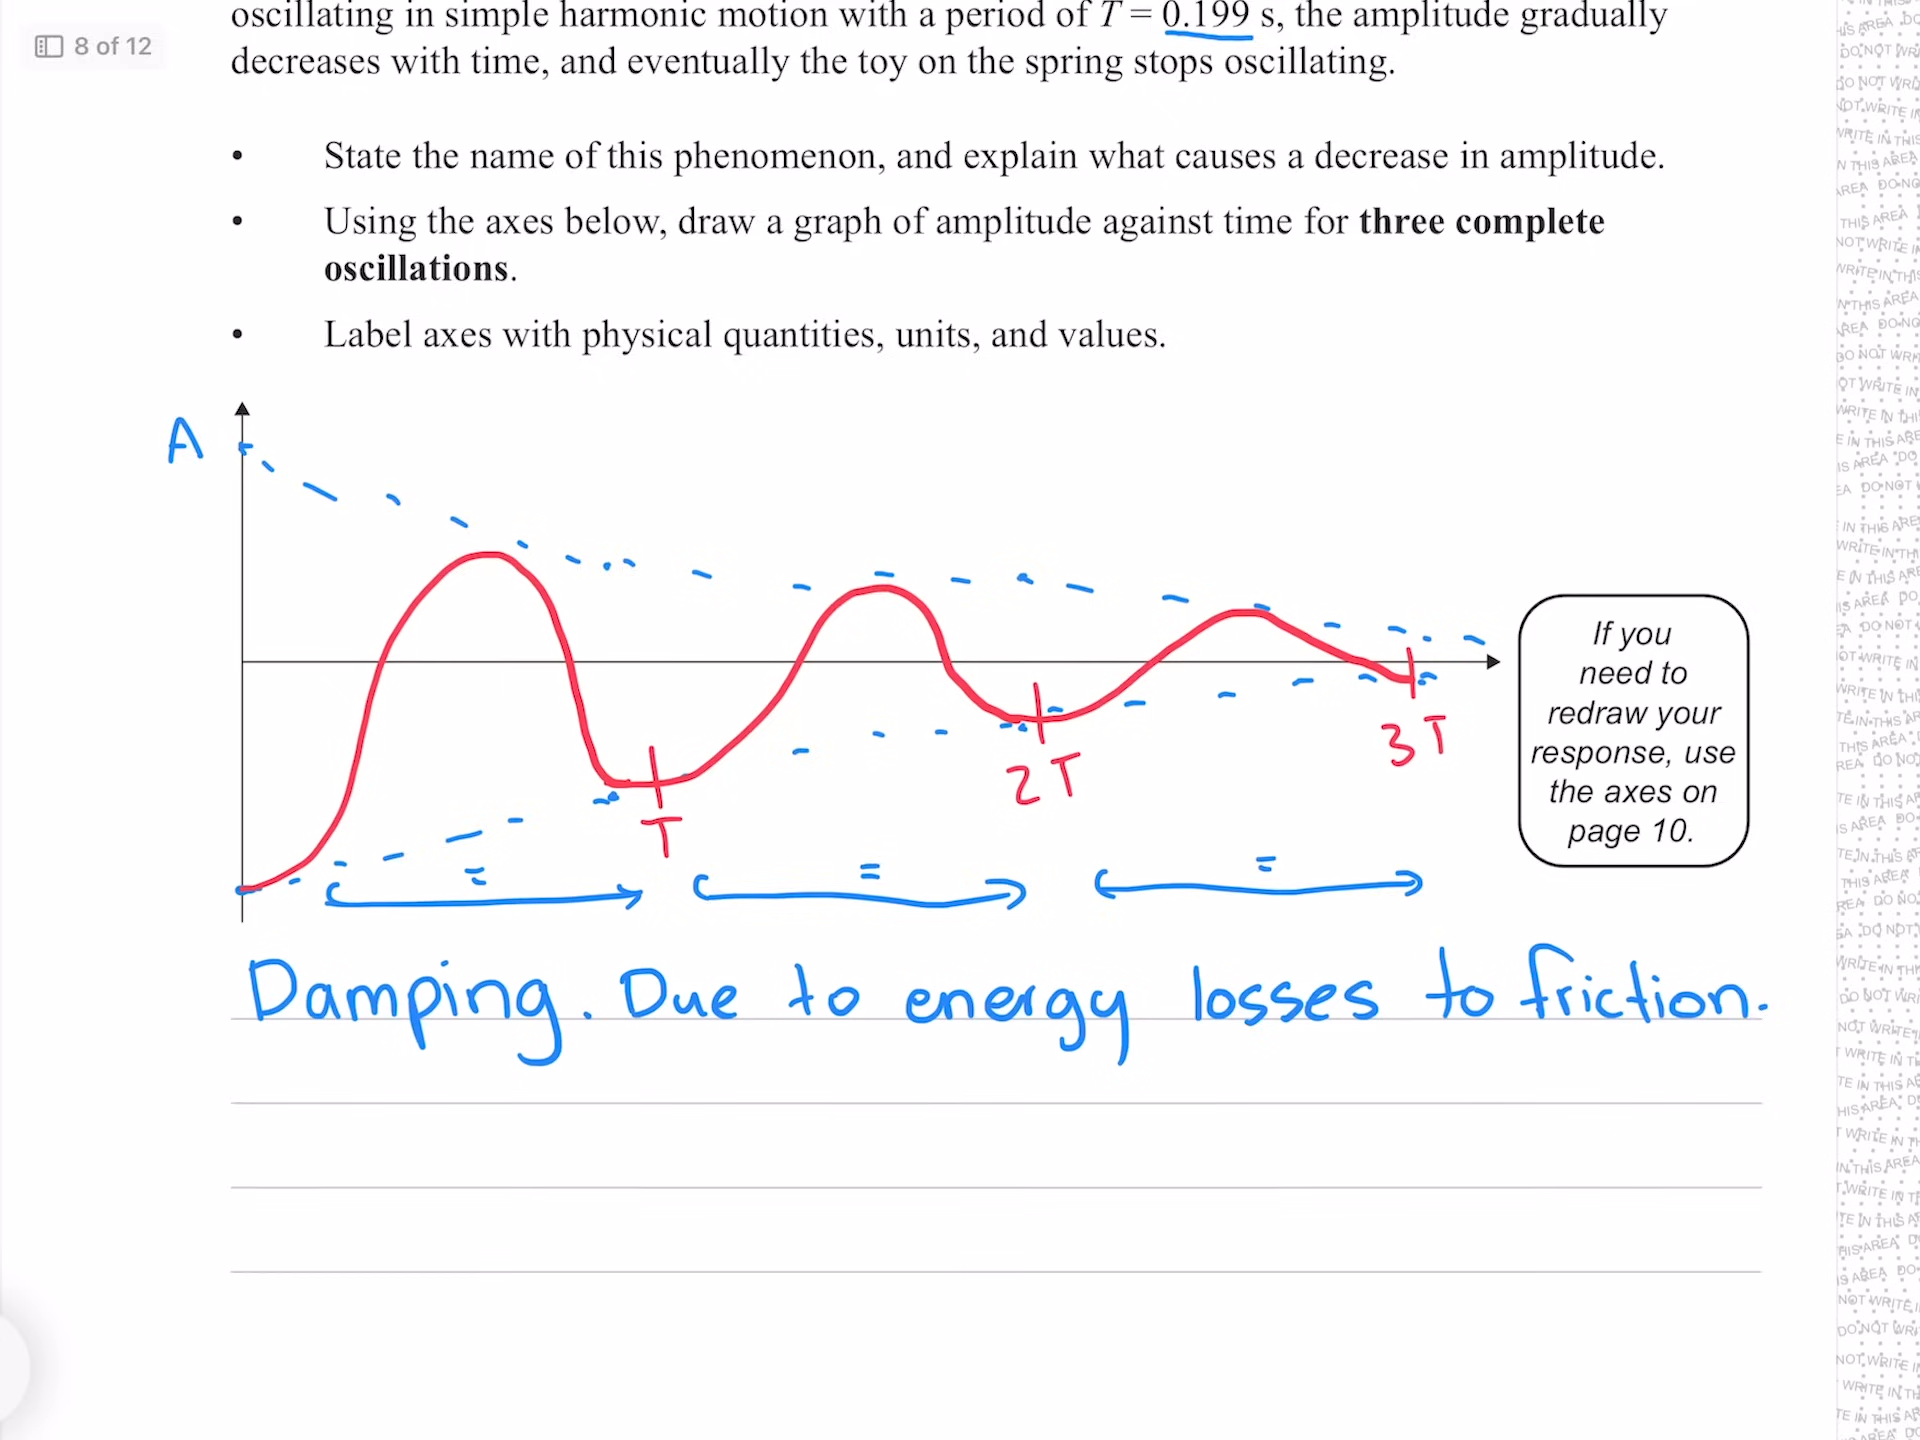 8 of 12
oscillating in simple harmonic motion with a period of T = 0.199 s, the amplitude gradually
decreases with time, and eventually the toy on the spring stops oscillating.
• State the name of this phenomenon, and explain what causes a decrease in amplitude.
• Using the axes below, draw a graph of amplitude against time for three complete
oscillations.
• Label axes with physical quantities, units, and values.
A
T
2T
3T
=
=
=
If you
need to
redraw your
response, use
the axes on
page 10.
Damping. Due to energy losses to friction.